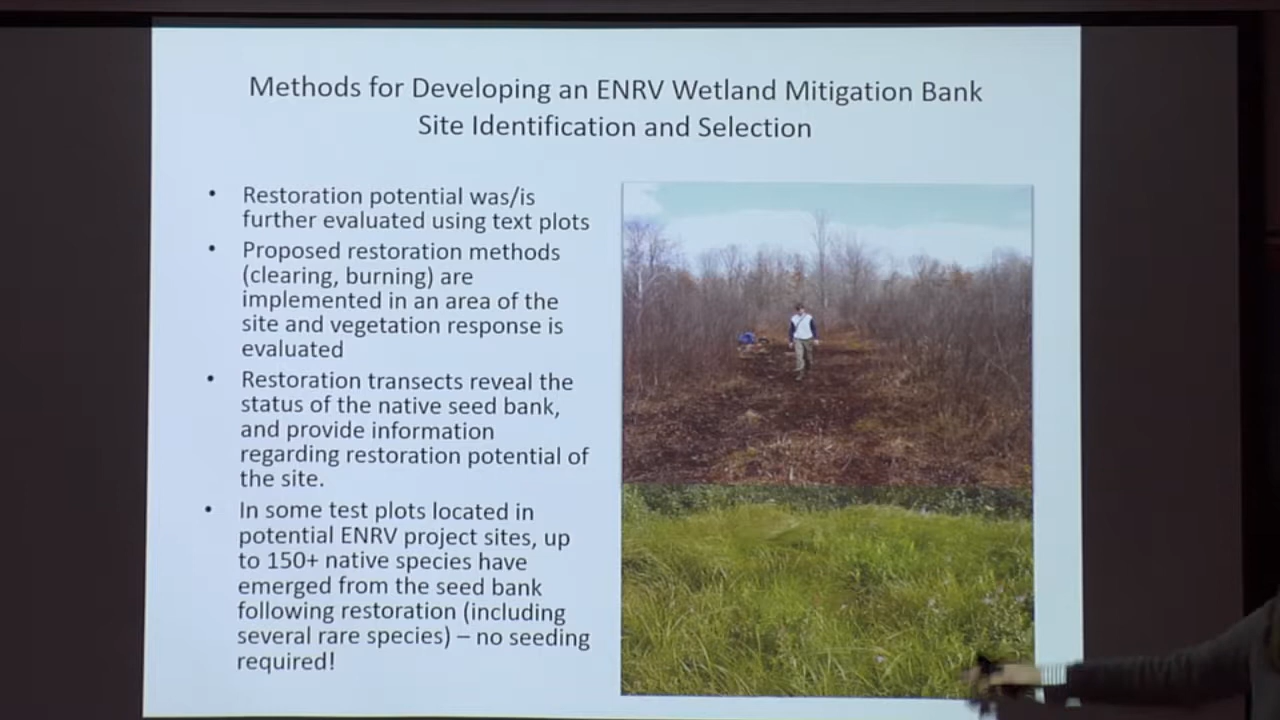 Methods for Developing an ENRV Wetland Mitigation Bank
Site Identification and Selection
• Restoration potential was/is
further evaluated using text plots
• Proposed restoration methods
(clearing, burning) are
implemented in an area of the
site and vegetation response is
evaluated
• Restoration transects reveal the
status of the native seed bank,
and provide information
regarding restoration potential of
the site.
• In some test plots located in
potential ENRV project sites, up
to 150+ native species have
emerged from the seed bank
following restoration (including
several rare species) – no seeding
required!